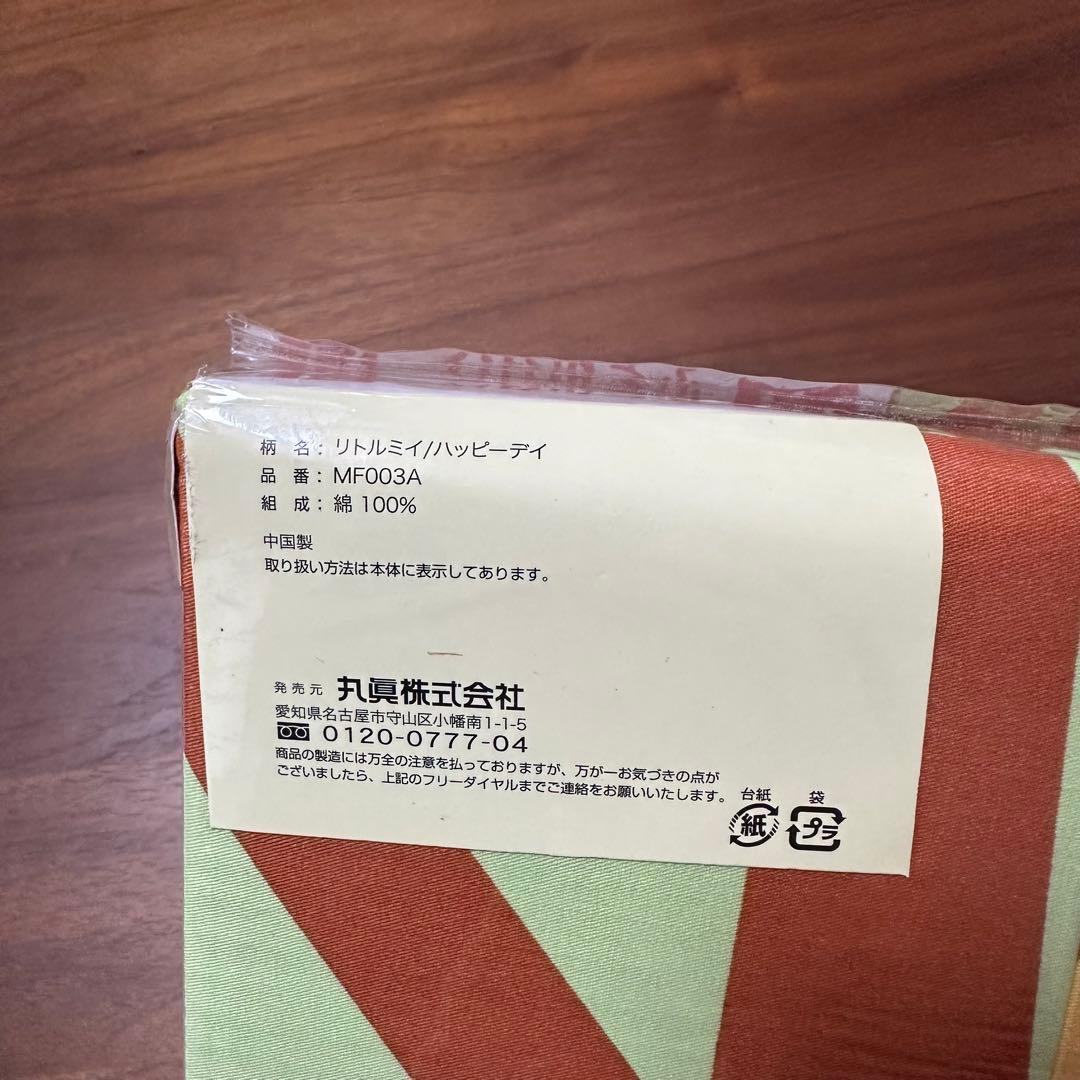 柄 名： リトルミイ/ハッピーデイ
品 番： MF003A
組 成： 綿 100%
中国製
取り扱い方法は本体に表示してあります。
発売元 丸眞株式会社
愛知県名古屋市守山区小幡南1-1-5
0120-0777-04
商品の製造には万全の注意を払っておりますが、万が一お気づきの点が
ございましたら、上記のフリーダイヤルまでご連絡をお願いいたします。
台紙 袋
紙 プラ